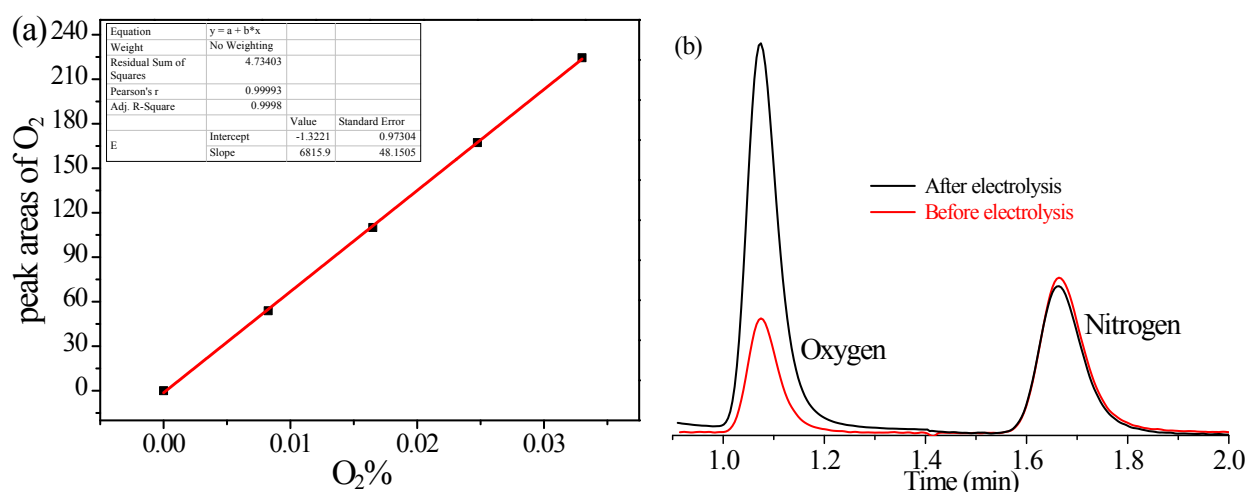 (a)
peak areas of O2
240
210
180
150
120
90
60
30
0
Equation y = a + b*x
Weight No Weighting
Residual Sum of Squares 4.73403
Pearson's r 0.99993
Adj. R-Square 0.9998
Value Standard Error
E Intercept -1.3221 0.97304
Slope 6815.9 48.1505
0.00 0.01 0.02 0.03
O2%
(b)
After electrolysis
Before electrolysis
Oxygen
Nitrogen
1.0 1.2 1.4 1.6 1.8 2.0
Time (min)